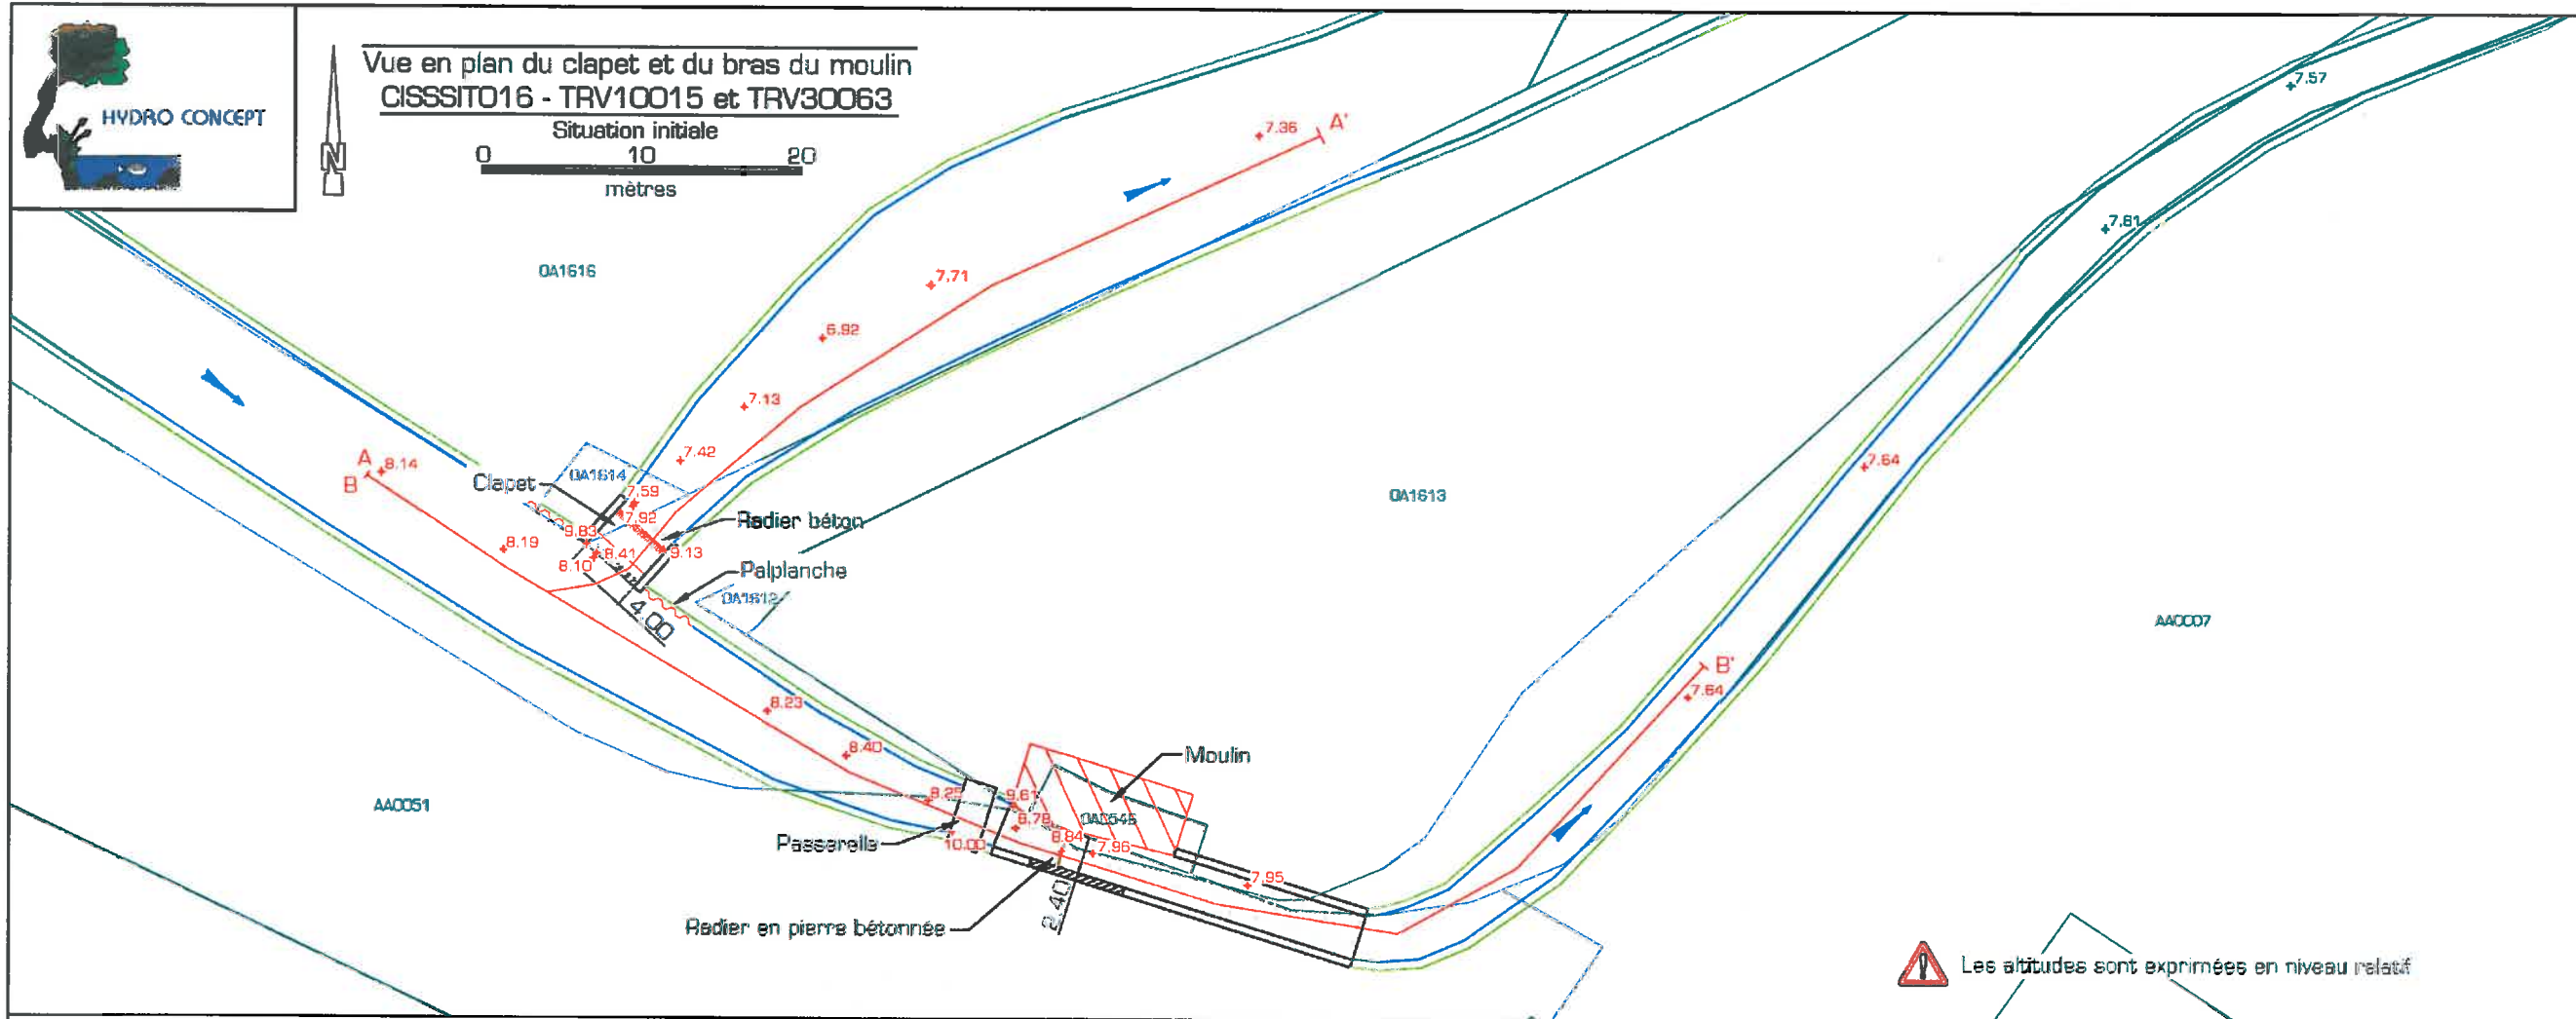 HYDRO CONCEPT
N
Vue en plan du clapet et du bras du moulin
CISSSIT016 - TRV10015 et TRV30063
Situation initiale
0 10 20
mètres
7.57
7.36 A'
7.81
OA1616
7,71
6.92
7.13
7.42
A 8.14
B
Clapet
OA1614
7,59
7,92
Radier béton
9.83
8.41
9.13
8.19
8.10
Palplanche
OA1612
4.00
OA1613
7.64
AA0007
B'
7.64
8.23
8.40
Moulin
AA0051
8.25
9.61
8.78
OA0545
8.84
7.96
Passerelle
10.00
7,95
2.40
Radier en pierre bétonnée
Les altitudes sont exprimées en niveau relatif